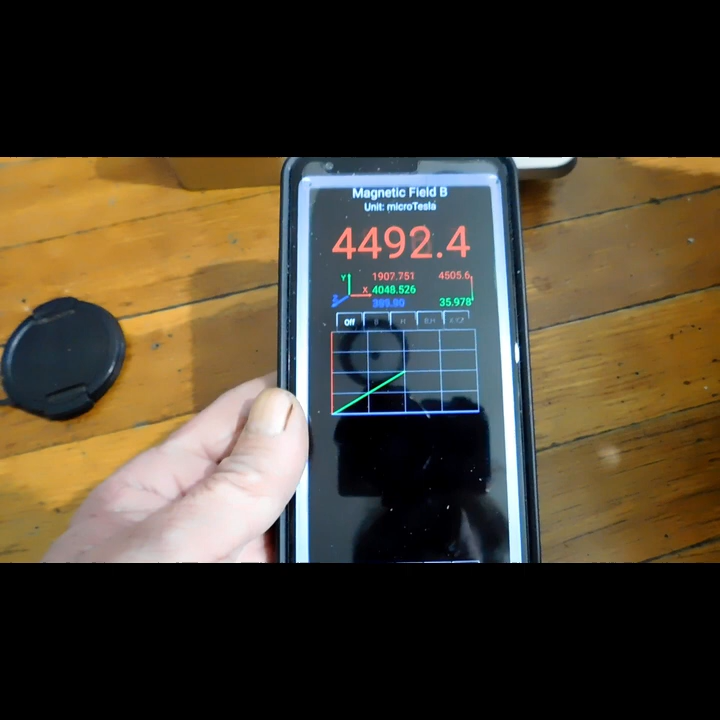 Magnetic Field B
Unit: microTesla
4492.4
Y 1907.751 4505.6
X 4048.526
Z 35.978
Off B H